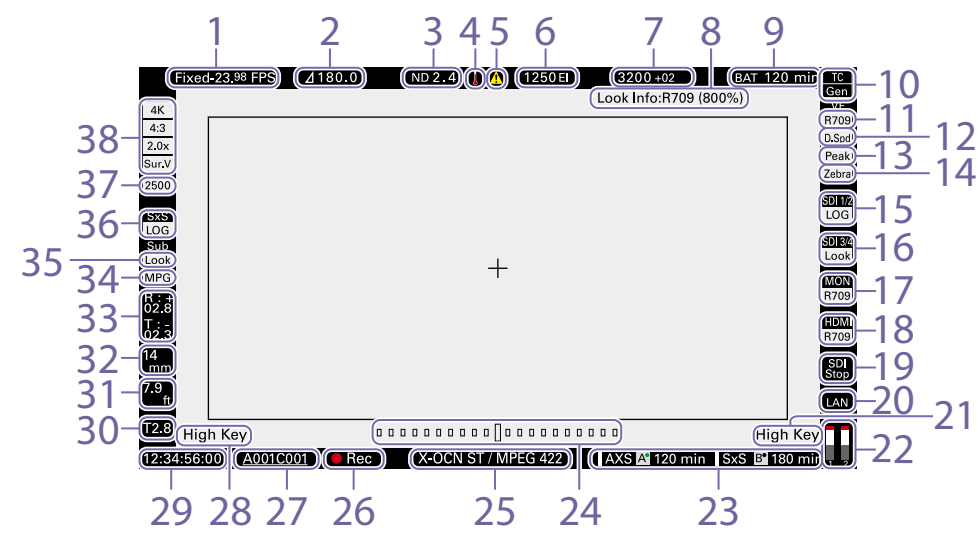 1 2 3 4 5 6 7 8 9
Fixed-23.98 FPS 180.0 ND 2.4 1250EI 3200 +02 BAT 120 min TC
Gen 10
Look Info:R709 (800%)
VF
R709 11
D.Spd 12
Peak 13
Zebra 14
SDI 1/2
LOG 15
SDI 3/4
Look 16
MON
R709 17
HDMI
R709 18
SDI
Stop 19
LAN 20
21
22
1 2
38 4K
4:3
2.0x
Sur.V
37 2500
36 SxS
LOG
Sub
35 Look
34 MPG
33 R : +
02.8
T : -
02.3
32 14
mm
31 7.9
ft
30 T2.8
High Key High Key
12:34:56:00 A001C001 Rec X-OCN ST / MPEG 422 AXS A 120 min SxS B 180 min
29 28 27 26 25 24 23